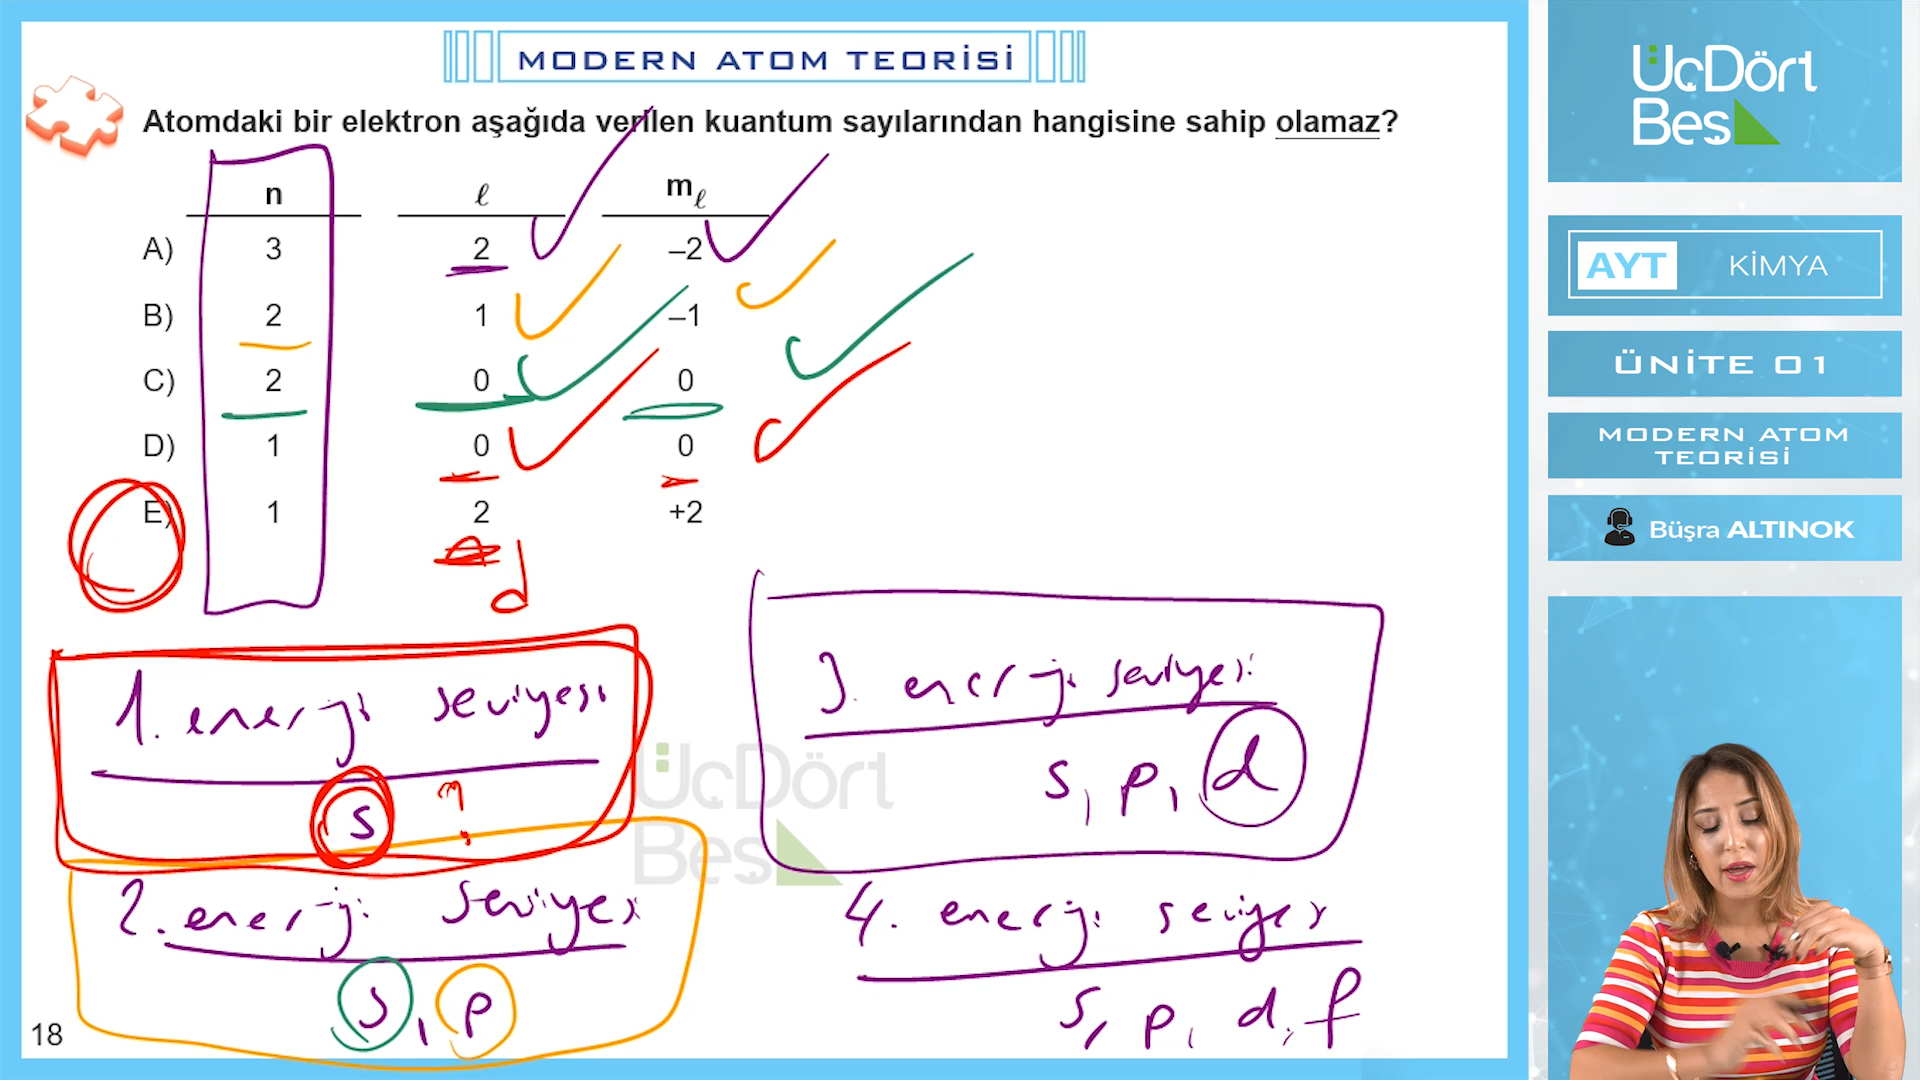 MODERN ATOM TEORİSİ
Atomdaki bir elektron aşağıda verilen kuantum sayılarından hangisine sahip olamaz?
n ℓ mℓ
A) 3 2 –2
B) 2 1 –1
C) 2 0 0
D) 1 0 0
E) 1 2 +2
d
1. enerji seviyesi
s ?
2. enerji seviyesi
s, p
3. enerji seviyesi
s, p, d
4. enerji seviyesi
s, p, d, f
18
ÜçDört
Beş
ÜçDört
Beş
AYT KİMYA
ÜNİTE 01
MODERN ATOM
TEORİSİ
Büşra ALTINOK